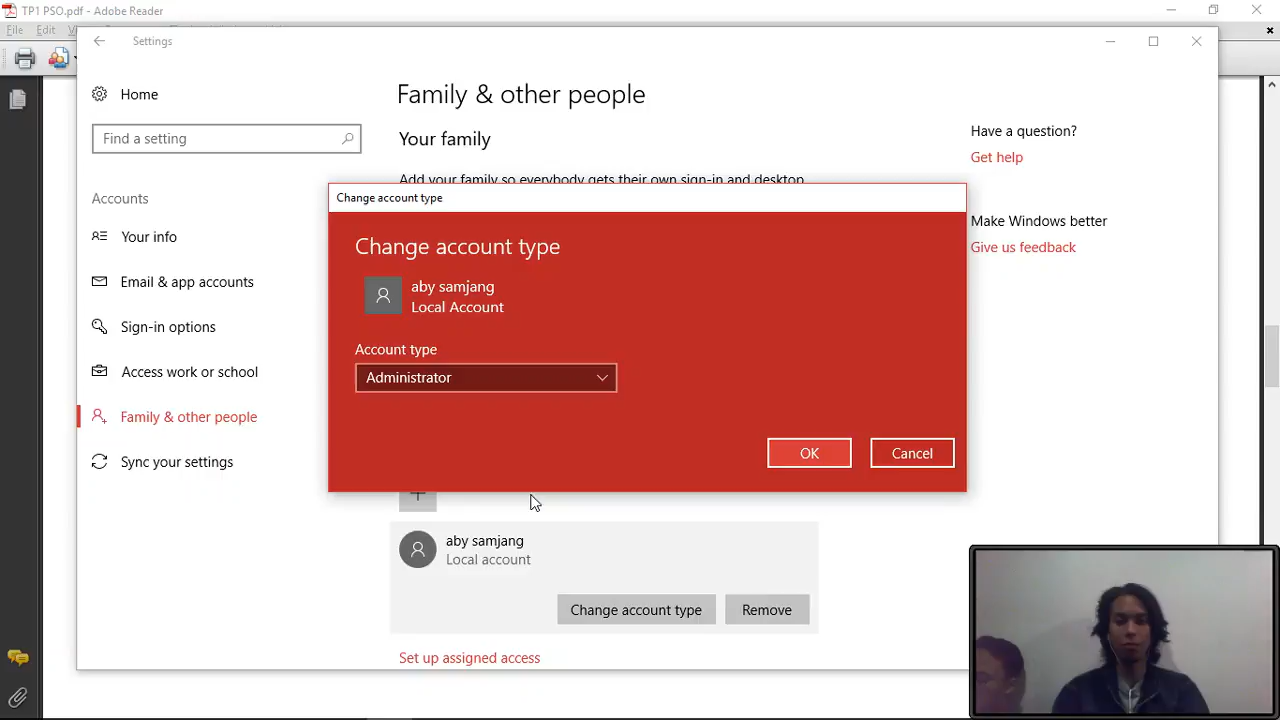 TP1 PSO.pdf - Adobe Reader
File Edit
Settings
Home
Find a setting
Accounts
Your info
Email & app accounts
Sign-in options
Access work or school
Family & other people
Sync your settings
Family & other people
Your family
Add your family so everybody gets their own sign-in and desktop.
Have a question?
Get help
Make Windows better
Give us feedback
Change account type
Change account type
aby samjang
Local Account
Account type
Administrator
OK
Cancel
aby samjang
Local account
Change account type
Remove
Set up assigned access